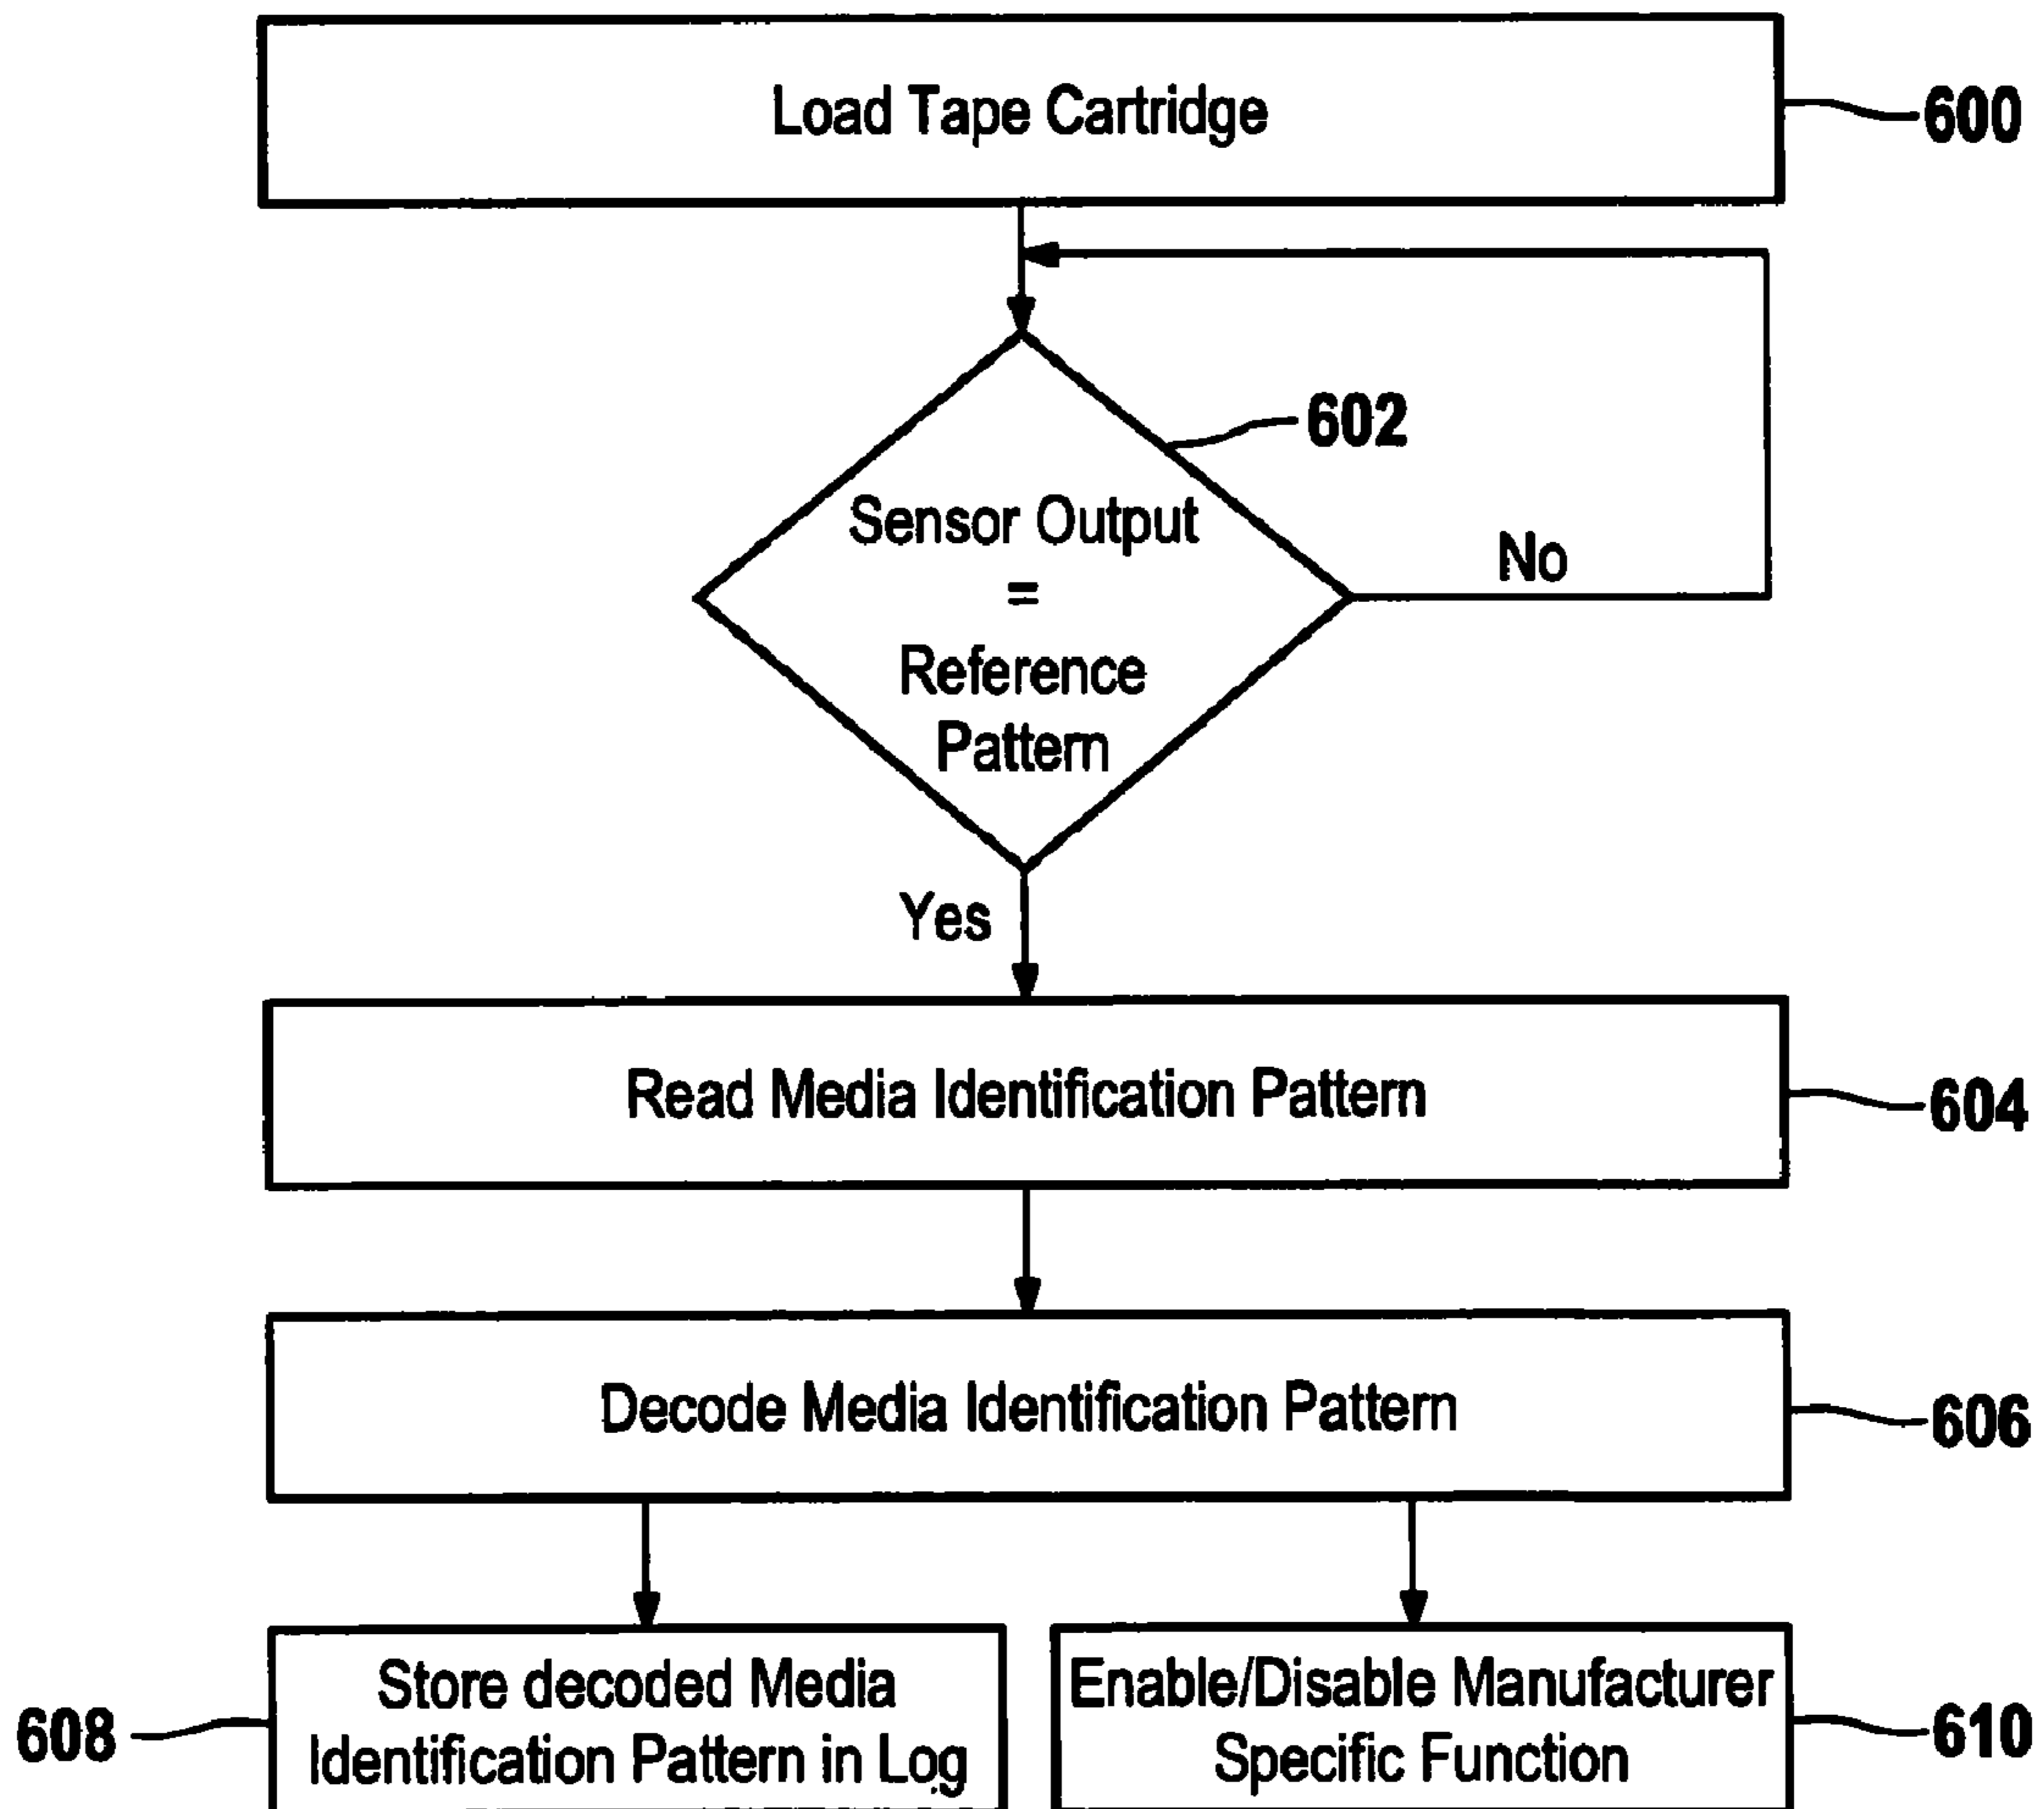 Load Tape Cartridge
600
602
Sensor Output
=
Reference
Pattern
No
Yes
Read Media Identification Pattern
604
Decode Media Identification Pattern
606
Store decoded Media
Identification Pattern in Log
608
Enable/Disable Manufacturer
Specific Function
610